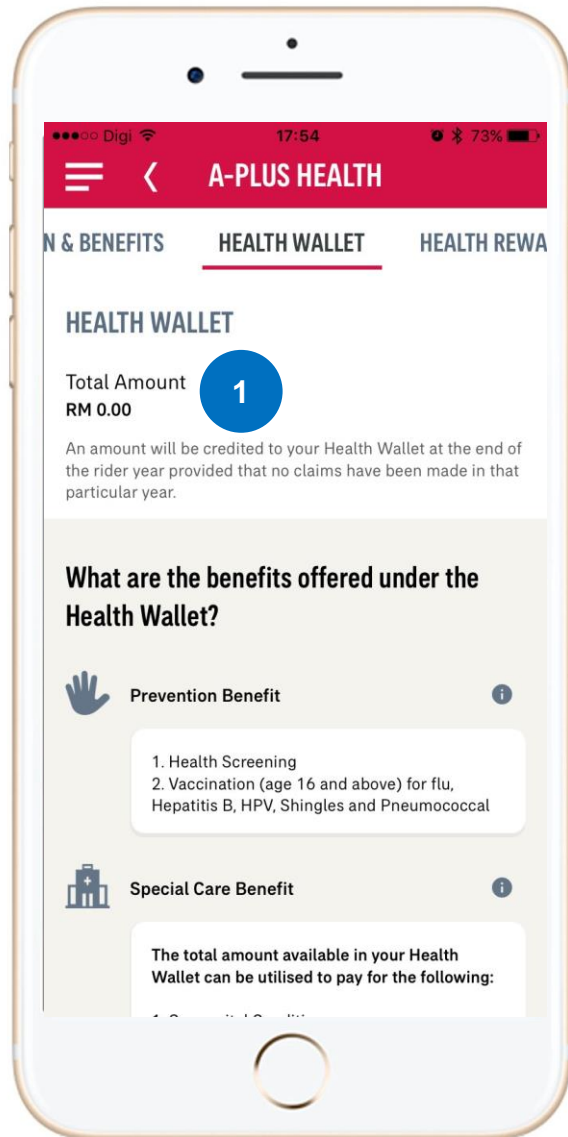 Digi 17:54 73%
A-PLUS HEALTH
N & BENEFITS HEALTH WALLET HEALTH REWA
HEALTH WALLET
Total Amount
1
RM 0.00
An amount will be credited to your Health Wallet at the end of
the rider year provided that no claims have been made in that
particular year.
What are the benefits offered under the
Health Wallet?
Prevention Benefit
1. Health Screening
2. Vaccination (age 16 and above) for flu,
Hepatitis B, HPV, Shingles and Pneumococcal
Special Care Benefit
The total amount available in your Health
Wallet can be utilised to pay for the following: